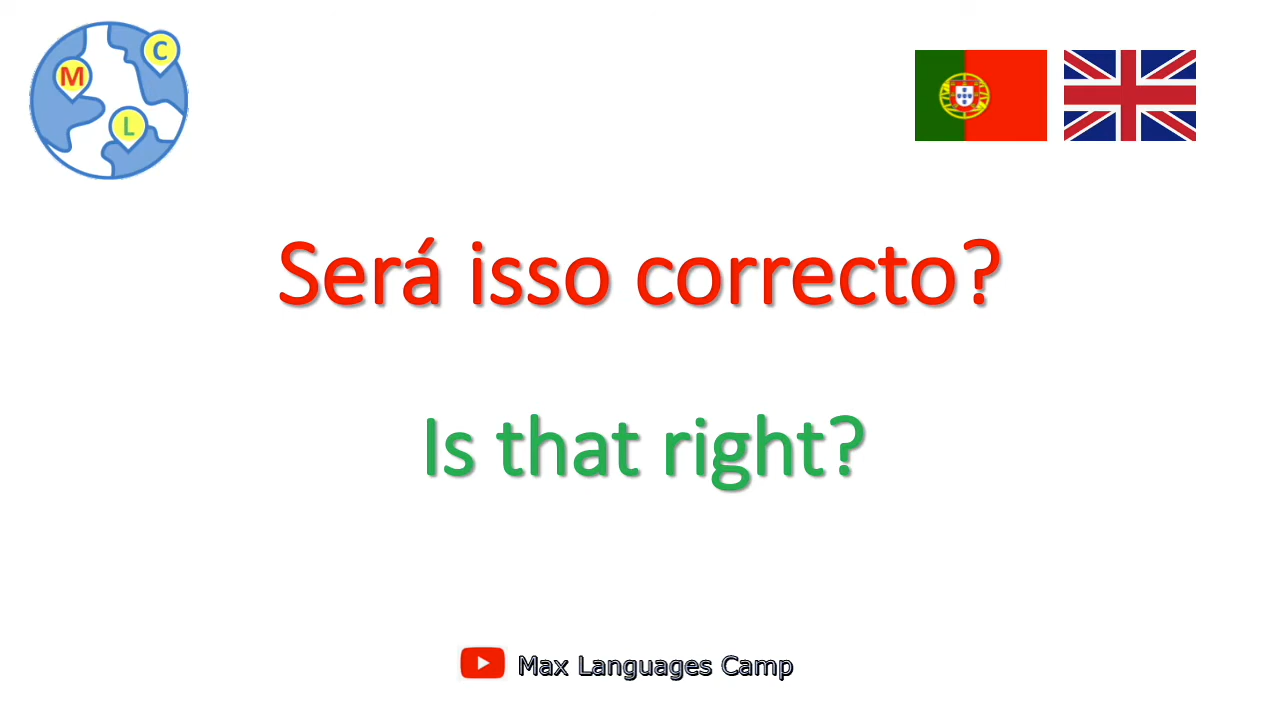 C
M
L
Será isso correcto?
Is that right?
Max Languages Camp